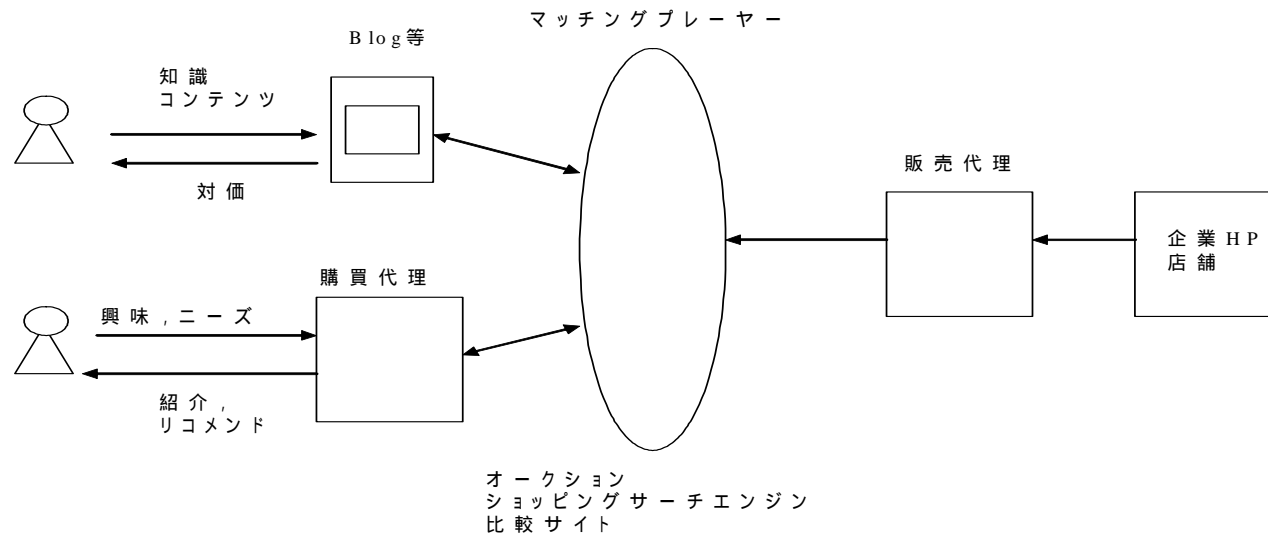 マッチングプレーヤー
Blog等
知識
コンテンツ
対価
販売代理
企業HP
店舗
購買代理
興味,ニーズ
紹介,
リコメンド
オークション
ショッピングサーチエンジン
比較サイト